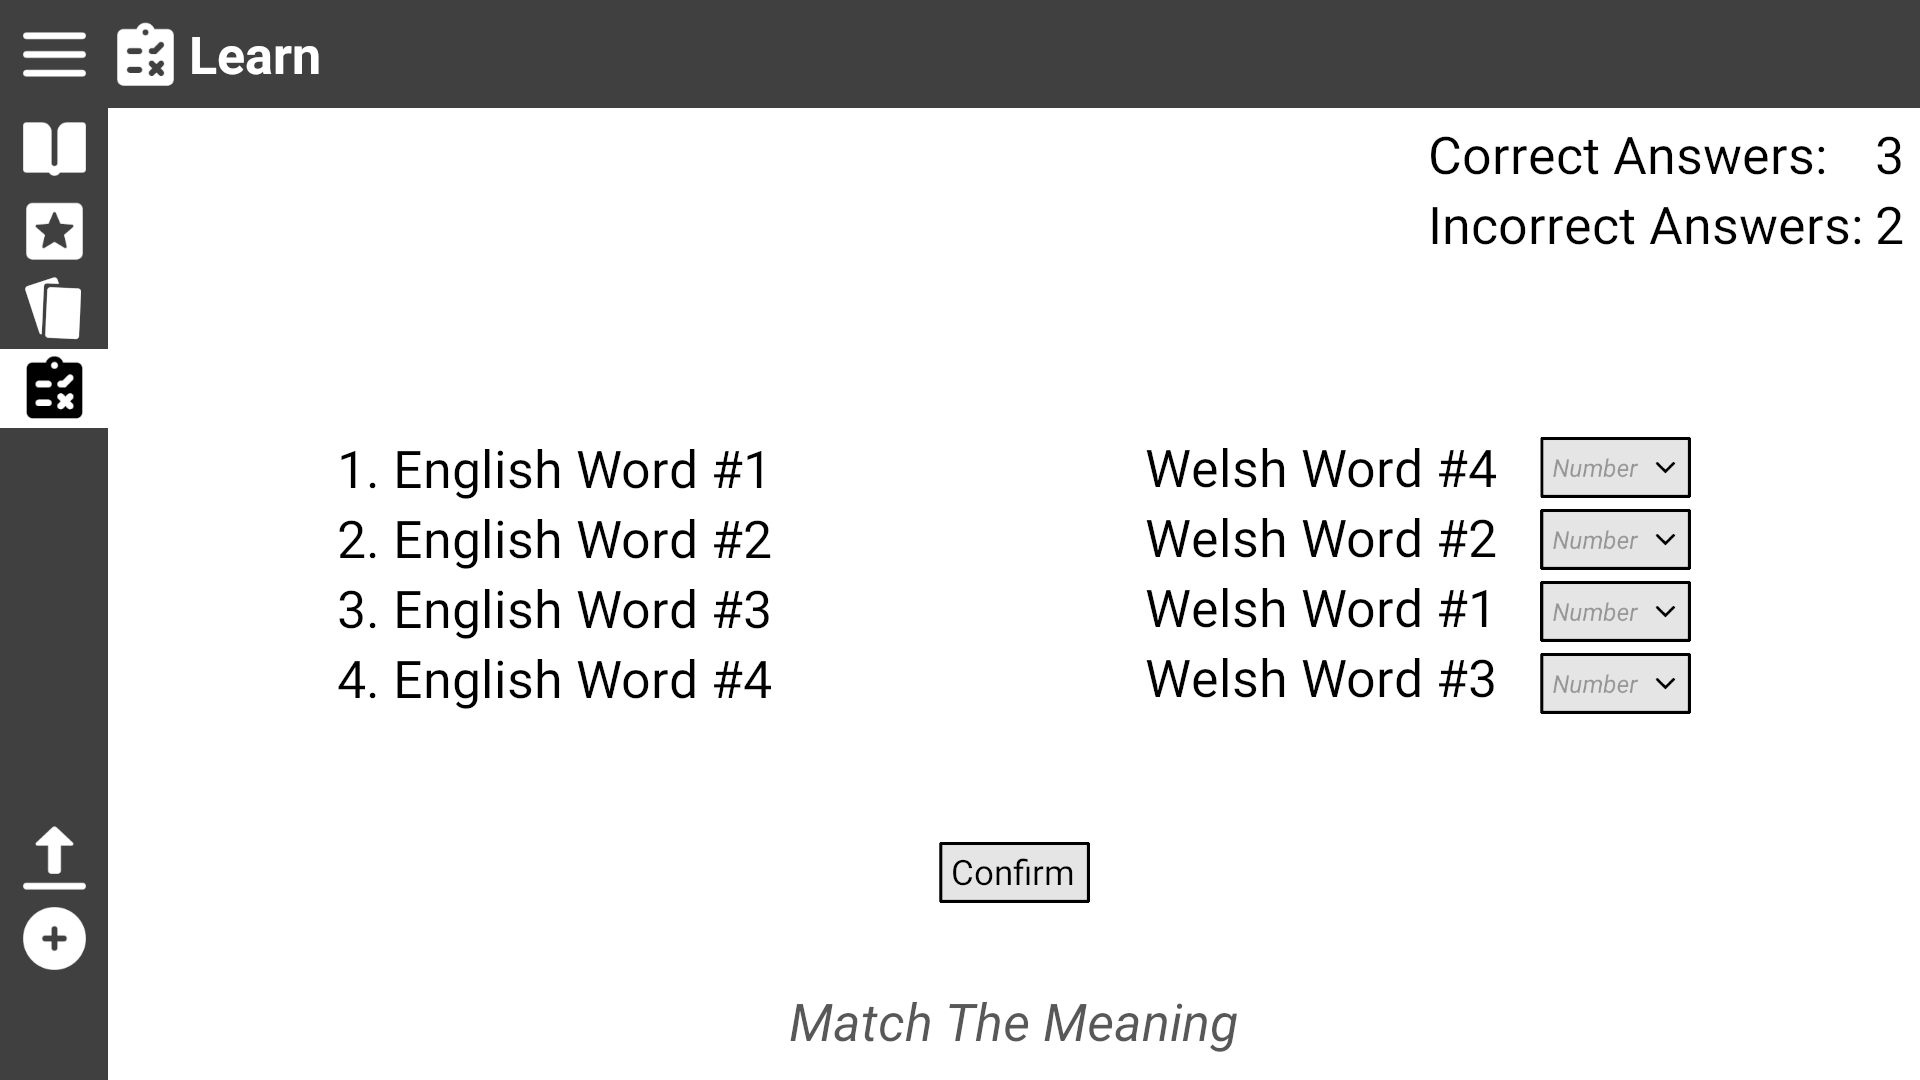 Learn
Correct Answers: 3
Incorrect Answers: 2
1. English Word #1
2. English Word #2
3. English Word #3
4. English Word #4
Welsh Word #4 Number
Welsh Word #2 Number
Welsh Word #1 Number
Welsh Word #3 Number
Confirm
Match The Meaning